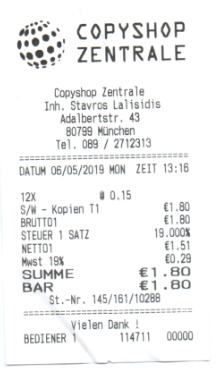 COPYSHOP
ZENTRALE
Copyshop Zentrale
Inh. Stavros Lalisidis
Adalbertstr. 43
80799 München
Tel. 089 / 2712313
DATUM 06/05/2019 MON ZEIT 13:16
12X @ 0.15
S/W - Kopien T1 €1.80
BRUTTO1 €1.80
STEUER 1 SATZ 19.000%
NETTO1 €1.51
Mwst 19% €0.29
SUMME €1.80
BAR €1.80
St.-Nr. 145/161/10288
Vielen Dank !
BEDIENER 1 114711 00000